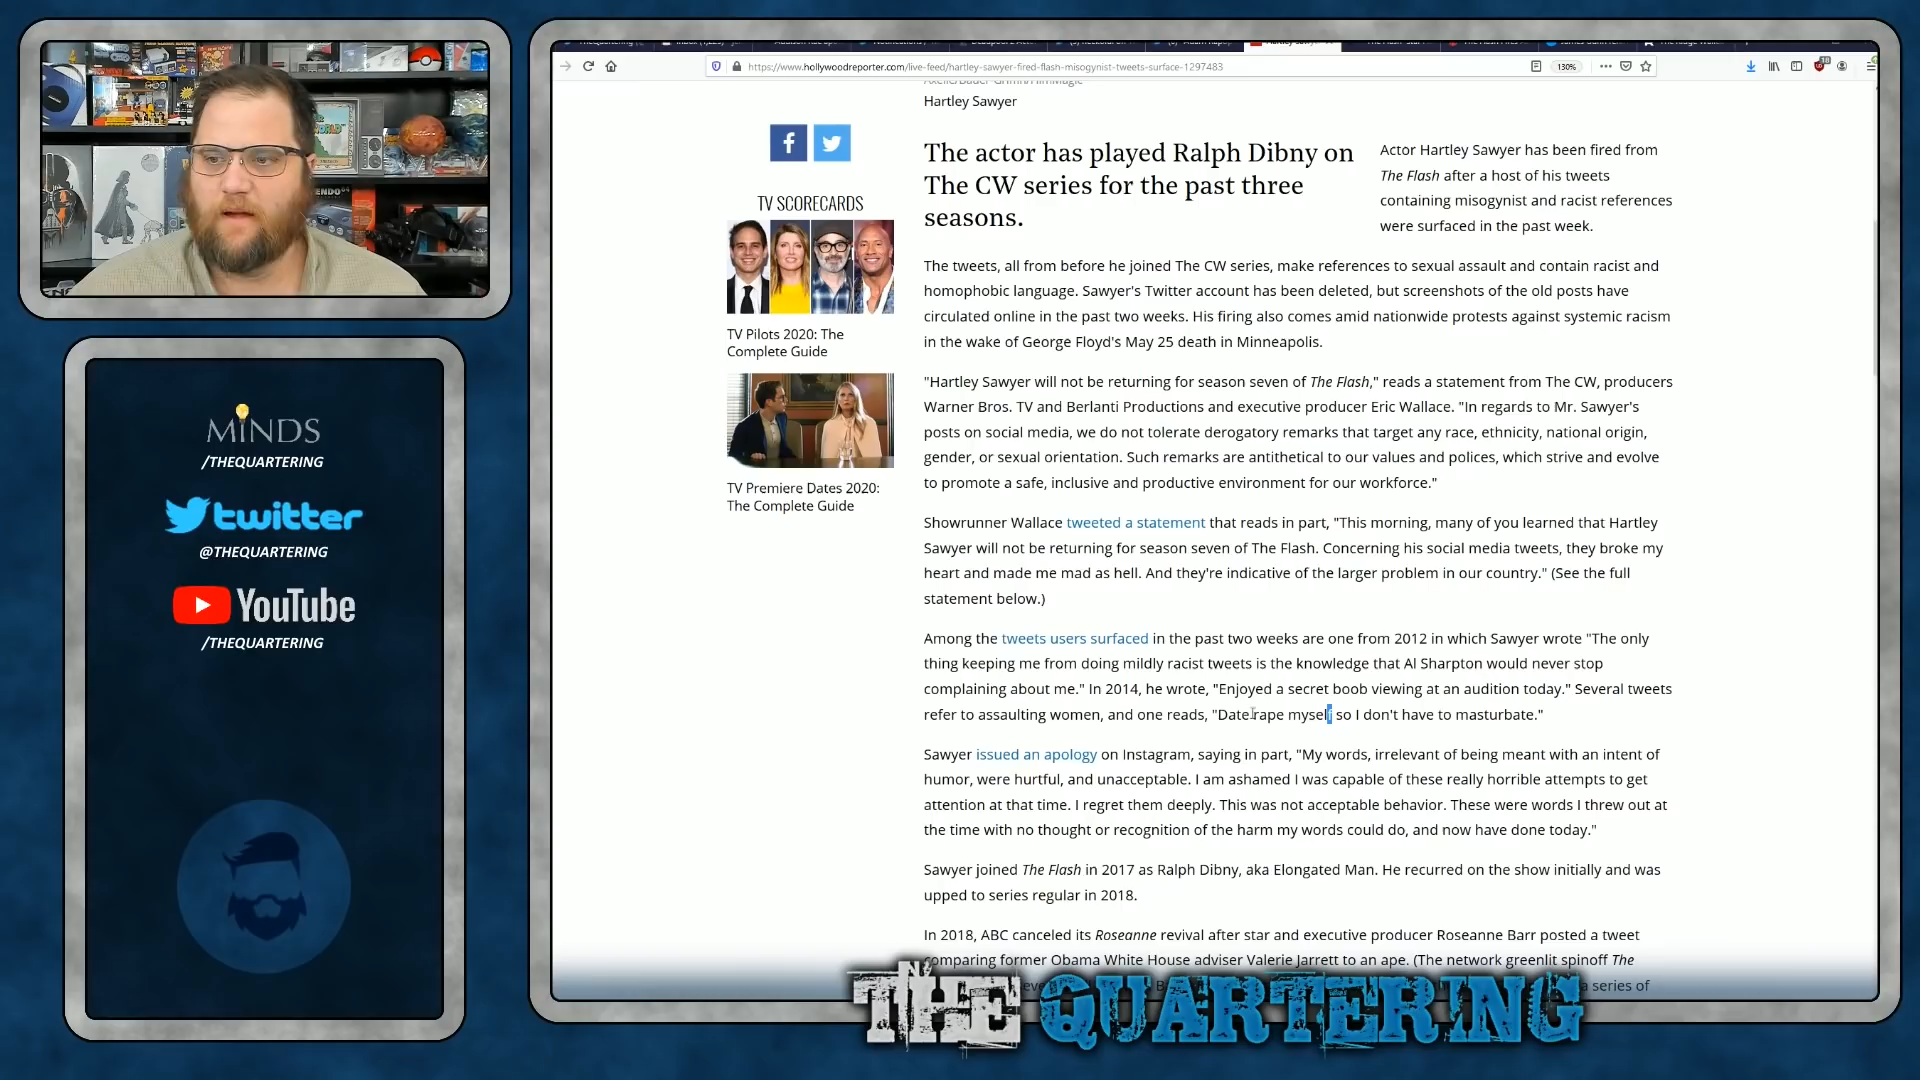 https://www.hollywoodreporter.com/live-feed/hartley-sawyer-fired-flash-misogynist-tweets-surface-1297483
130%
Hartley Sawyer
The actor has played Ralph Dibny on
The CW series for the past three
seasons.
Actor Hartley Sawyer has been fired from
The Flash after a host of his tweets
containing misogynist and racist references
were surfaced in the past week.
TV SCORECARDS
TV Pilots 2020: The
Complete Guide
TV Premiere Dates 2020:
The Complete Guide
The tweets, all from before he joined The CW series, make references to sexual assault and contain racist and
homophobic language. Sawyer's Twitter account has been deleted, but screenshots of the old posts have
circulated online in the past two weeks. His firing also comes amid nationwide protests against systemic racism
in the wake of George Floyd's May 25 death in Minneapolis.
"Hartley Sawyer will not be returning for season seven of The Flash," reads a statement from The CW, producers
Warner Bros. TV and Berlanti Productions and executive producer Eric Wallace. "In regards to Mr. Sawyer's
posts on social media, we do not tolerate derogatory remarks that target any race, ethnicity, national origin,
gender, or sexual orientation. Such remarks are antithetical to our values and polices, which strive and evolve
to promote a safe, inclusive and productive environment for our workforce."
Showrunner Wallace tweeted a statement that reads in part, "This morning, many of you learned that Hartley
Sawyer will not be returning for season seven of The Flash. Concerning his social media tweets, they broke my
heart and made me mad as hell. And they're indicative of the larger problem in our country." (See the full
statement below.)
Among the tweets users surfaced in the past two weeks are one from 2012 in which Sawyer wrote "The only
thing keeping me from doing mildly racist tweets is the knowledge that Al Sharpton would never stop
complaining about me." In 2014, he wrote, "Enjoyed a secret boob viewing at an audition today." Several tweets
refer to assaulting women, and one reads, "Date rape myself so I don't have to masturbate."
Sawyer issued an apology on Instagram, saying in part, "My words, irrelevant of being meant with an intent of
humor, were hurtful, and unacceptable. I am ashamed I was capable of these really horrible attempts to get
attention at that time. I regret them deeply. This was not acceptable behavior. These were words I threw out at
the time with no thought or recognition of the harm my words could do, and now have done today."
Sawyer joined The Flash in 2017 as Ralph Dibny, aka Elongated Man. He recurred on the show initially and was
upped to series regular in 2018.
In 2018, ABC canceled its Roseanne revival after star and executive producer Roseanne Barr posted a tweet
comparing former Obama White House adviser Valerie Jarrett to an ape. (The network greenlit spinoff The
a series of
MINDS
/THEQUARTERING
twitter
@THEQUARTERING
YouTube
/THEQUARTERING
THE QUARTERING